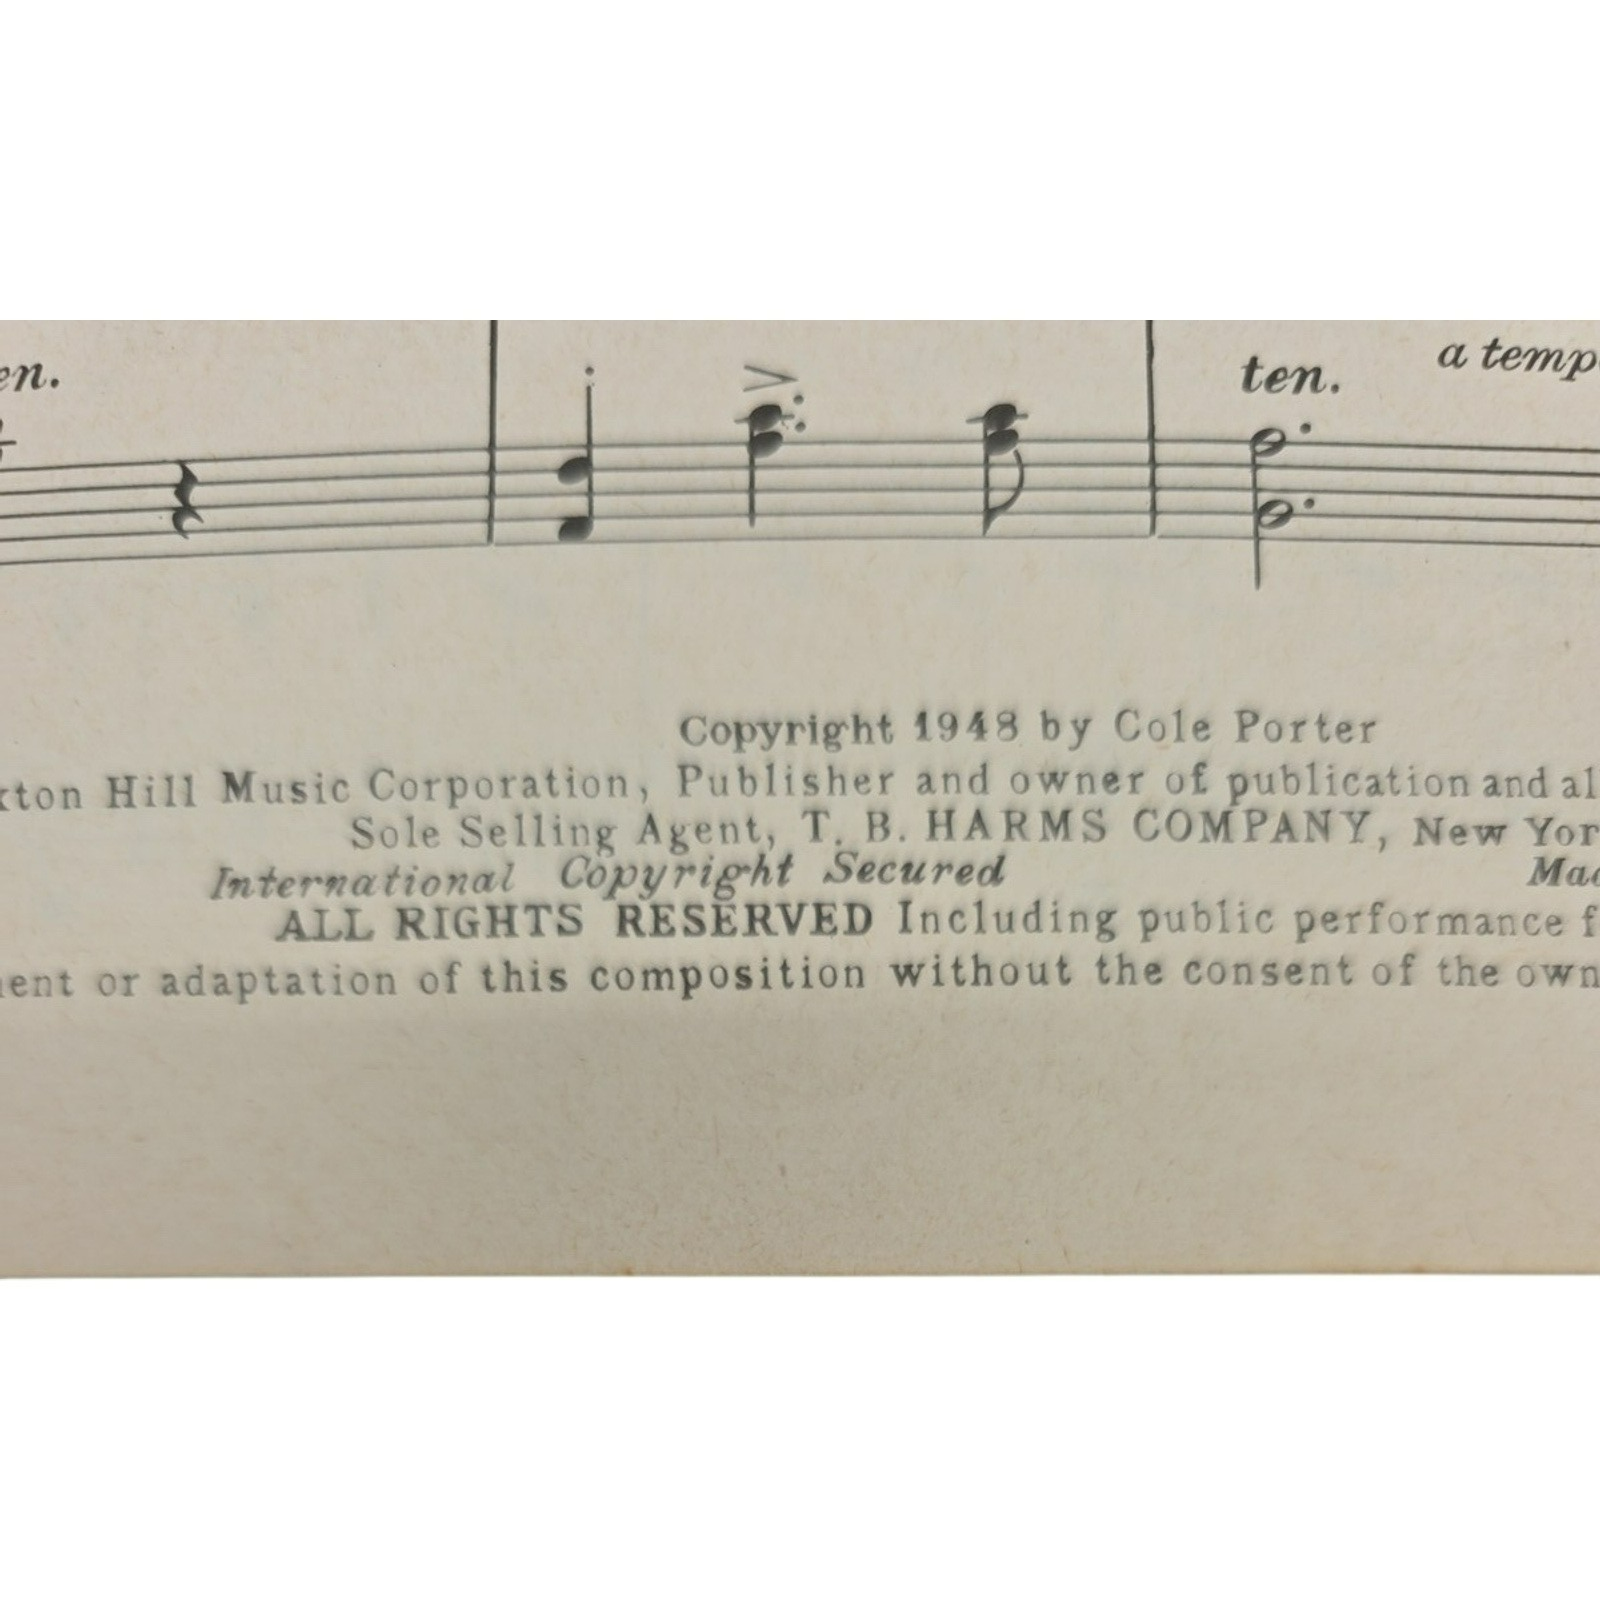 en.
ten.
a temp
Copyright 1948 by Cole Porter
xton Hill Music Corporation, Publisher and owner of publication and al
Sole Selling Agent, T. B. HARMS COMPANY, New Yor
International Copyright Secured Mad
ALL RIGHTS RESERVED Including public performance f
ment or adaptation of this composition without the consent of the own